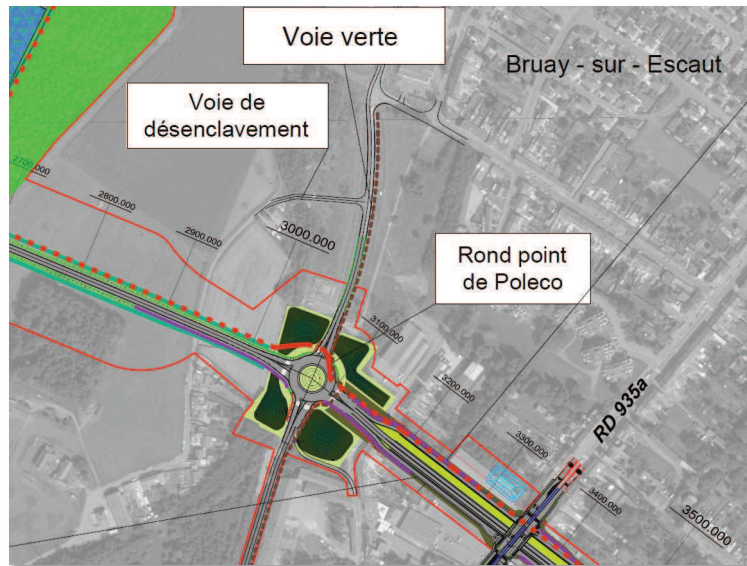 Voie verte
Bruay - sur - Escaut
Voie de
désenclavement
2700.000
2800.000
2900.000
3000.000
Rond point
de Poleco
3100.000
3200.000
3300.000
RD 935a
3400.000
3500.000